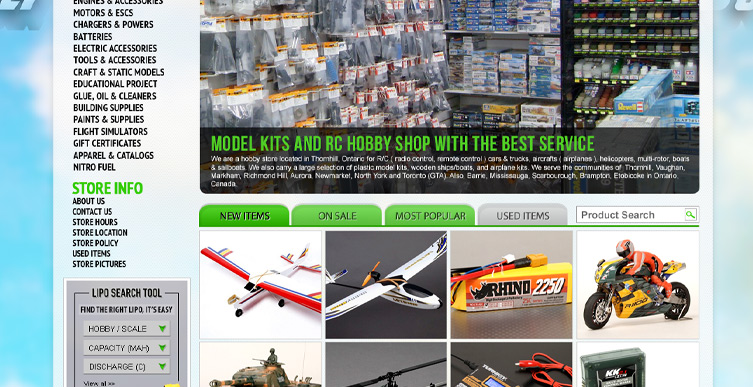 ENGINES & ACCESSORIES
MOTORS & ESCS
CHARGERS & POWERS
BATTERIES
ELECTRIC ACCESSORIES
TOOLS & ACCESSORIES
CRAFT & STATIC MODELS
EDUCATIONAL PROJECT
GLUE, OIL & CLEANERS
BUILDING SUPPLIES
PAINTS & SUPPLIES
FLIGHT SIMULATORS
GIFT CERTIFICATES
APPAREL & CATALOGS
NITRO FUEL
STORE INFO
ABOUT US
CONTACT US
STORE HOURS
STORE LOCATION
STORE POLICY
USED ITEMS
STORE PICTURES
LIPO SEARCH TOOL
FIND THE RIGHT LIPO, IT'S EASY
HOBBY / SCALE
CAPACITY (MAH)
DISCHARGE (C)
View at >>
Revell
MODEL KITS AND RC HOBBY SHOP WITH THE BEST SERVICE
We are a hobby store located in Thornhill, Ontario for R/C ( radio control, remote control ) cars & trucks, aircrafts ( airplanes ), helicopters, multi-rotor, boats
& sailboats. We also carry a large selection of plastic model kits, wooden ships/boats, and airplane kits. We serve the communities of: Thornhill, Vaughan,
Markham, Richmond Hill, Aurora, Newmarket, North York and Toronto (GTA). Also: Barrie, Mississauga, Scarbourough, Brampton, Etobicoke in Ontario,
Canada.
NEW ITEMS
ON SALE
MOST POPULAR
USED ITEMS
Product Search
RHINO 2250
KK